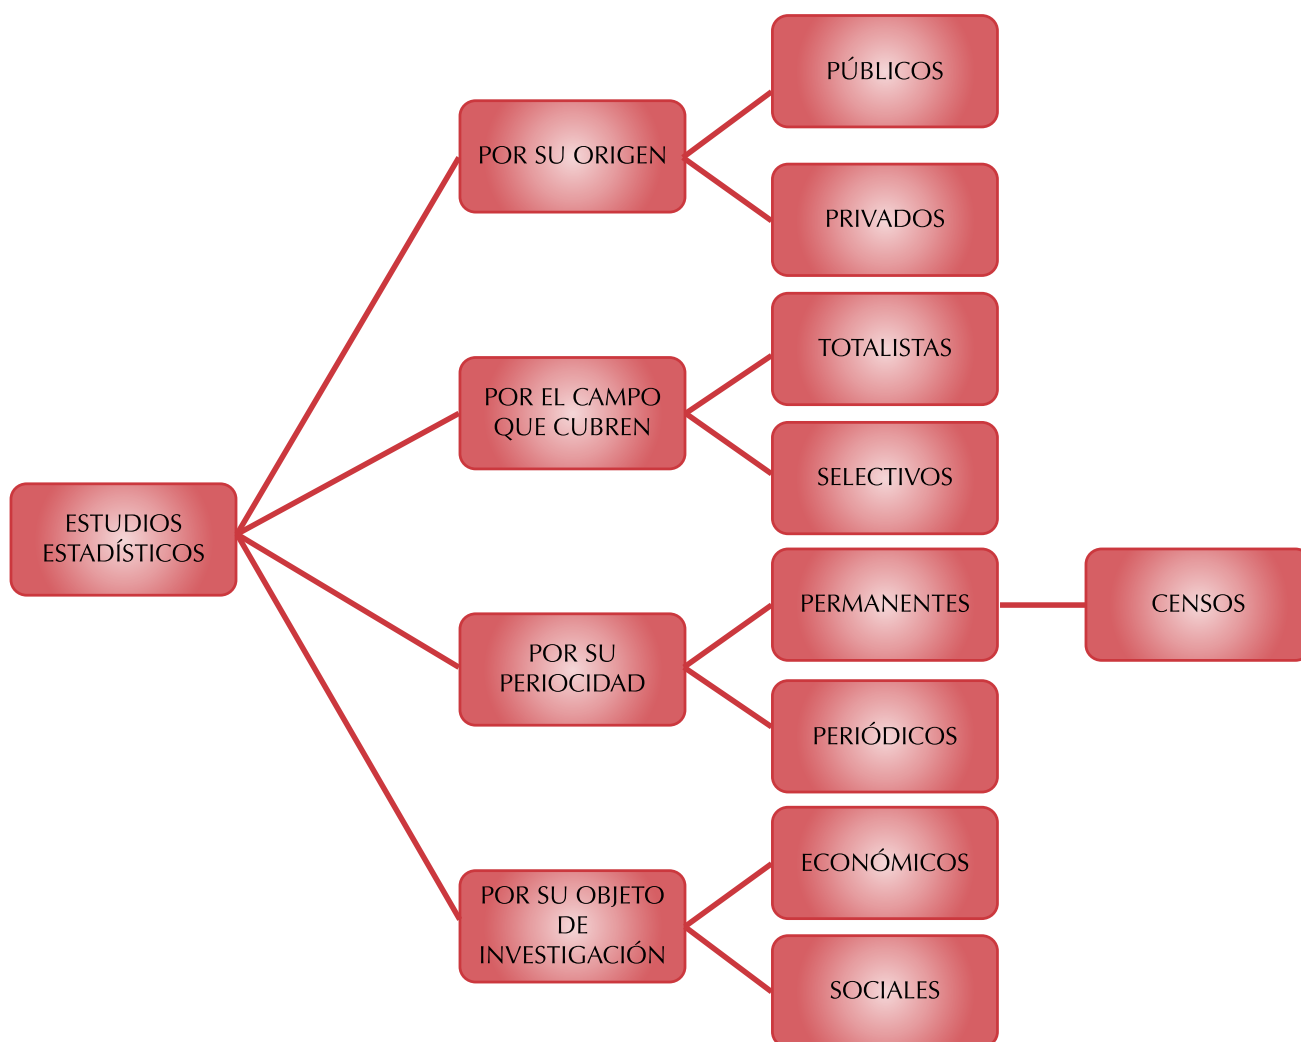 ESTUDIOS
ESTADÍSTICOS
POR SU ORIGEN
PÚBLICOS
PRIVADOS
POR EL CAMPO
QUE CUBREN
TOTALISTAS
SELECTIVOS
POR SU
PERIOCIDAD
PERMANENTES
CENSOS
PERIÓDICOS
POR SU OBJETO
DE
INVESTIGACIÓN
ECONÓMICOS
SOCIALES